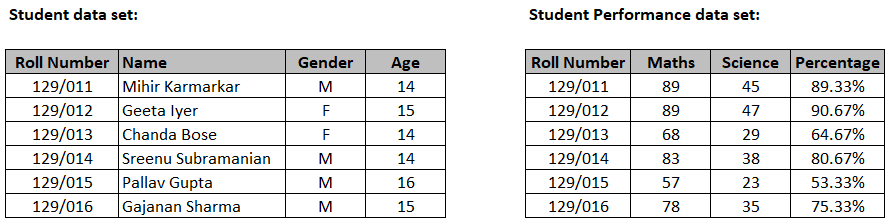 Student data set:
Student Performance data set:
Roll Number Name Gender Age
129/011 Mihir Karmarkar M 14
129/012 Geeta Iyer F 15
129/013 Chanda Bose F 14
129/014 Sreenu Subramanian M 14
129/015 Pallav Gupta M 16
129/016 Gajanan Sharma M 15
Roll Number Maths Science Percentage
129/011 89 45 89.33%
129/012 89 47 90.67%
129/013 68 29 64.67%
129/014 83 38 80.67%
129/015 57 23 53.33%
129/016 78 35 75.33%